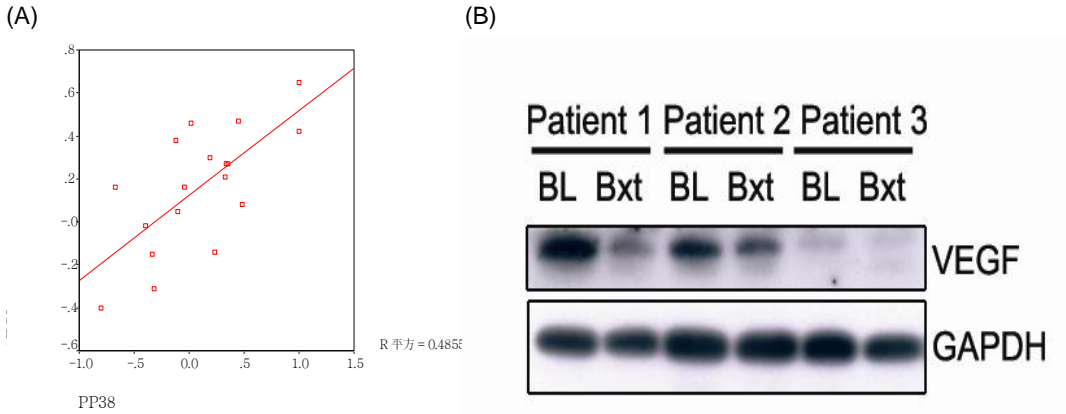 (A)
(B)
.8
.6
.4
.2
-.0
-.2
-.4
-.6
-1.0 -.5 0.0 .5 1.0 1.5
R 平方 = 0.4855
PP38
Patient 1 Patient 2 Patient 3
BL Bxt BL Bxt BL Bxt
VEGF
GAPDH